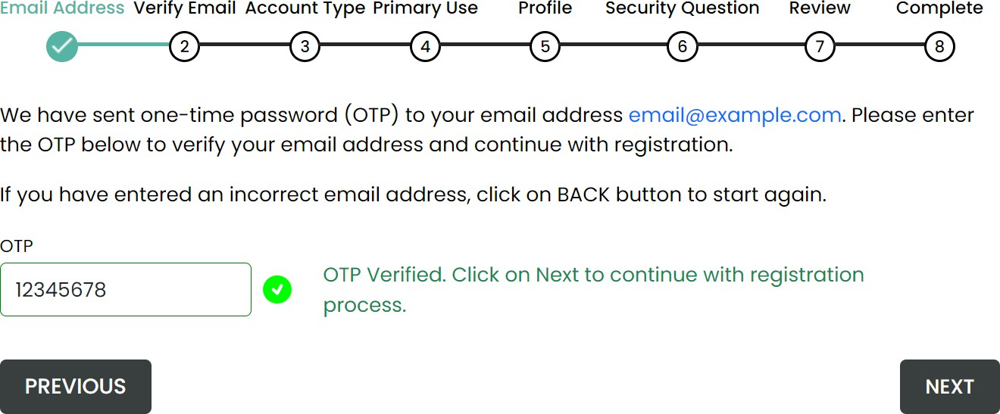 Email Address Verify Email Account Type Primary Use Profile Security Question Review Complete
2 3 4 5 6 7 8
We have sent one-time password (OTP) to your email address email@example.com. Please enter
the OTP below to verify your email address and continue with registration.
If you have entered an incorrect email address, click on BACK button to start again.
OTP
12345678
OTP Verified. Click on Next to continue with registration
process.
PREVIOUS NEXT